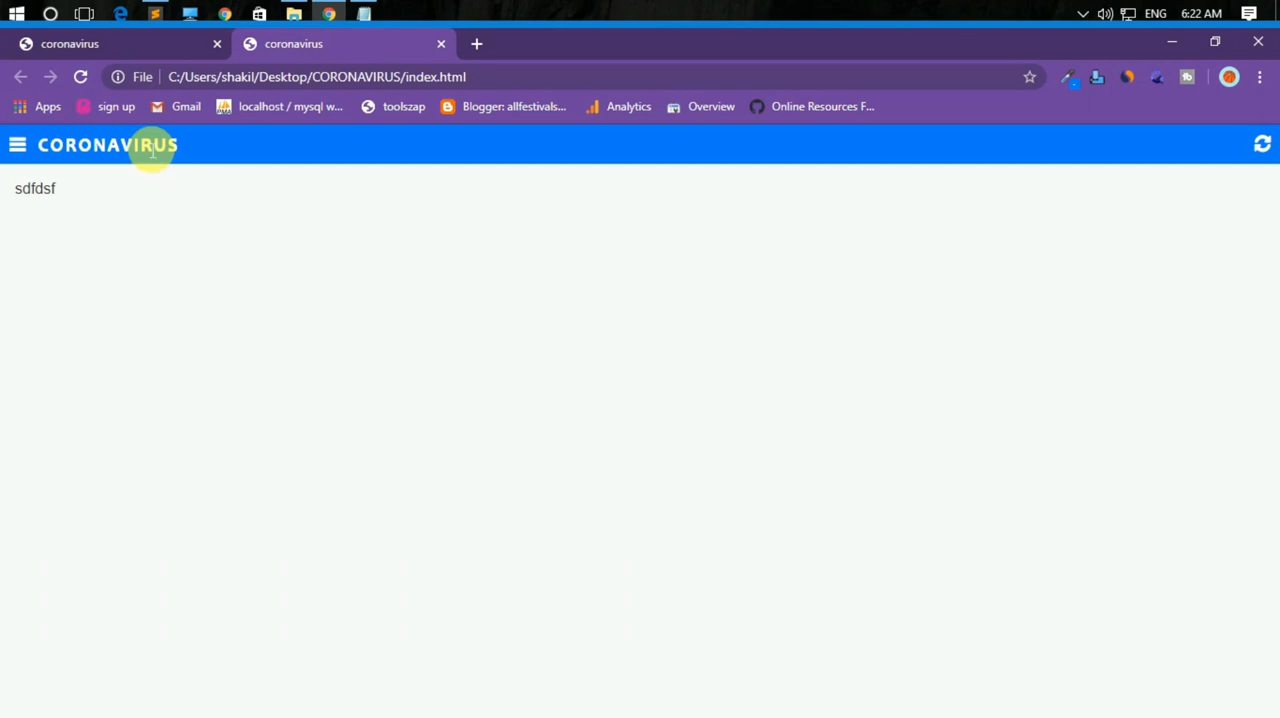 ENG 6:22 AM
coronavirus coronavirus
File C:/Users/shakil/Desktop/CORONAVIRUS/index.html
Apps sign up Gmail localhost / mysql w... toolszap Blogger: allfestivals... Analytics Overview Online Resources F...
CORONAVIRUS
sdfdsf